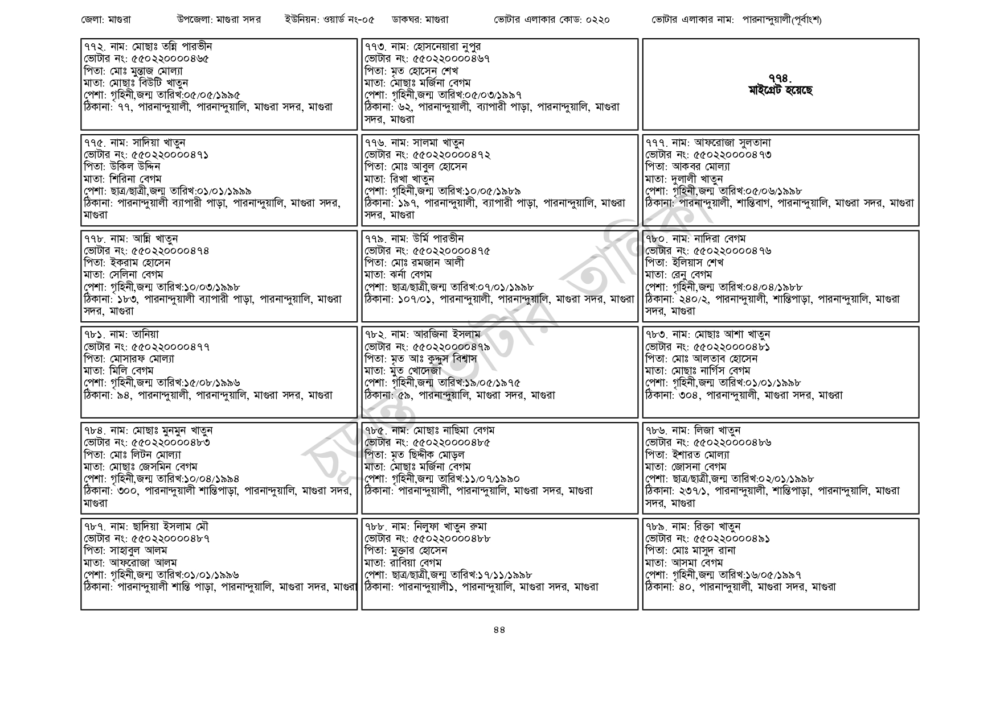 জেলা: মাগুরা উপজেলা: মাগুরা সদর ইউনিয়ন: ওয়ার্ড নং-০৫ ডাকঘর: মাগুরা ভোটার এলাকার কোড: ০২২০ ভোটার এলাকার নাম: পারনান্দুয়ালী(পূর্বাংশ)
৭৭২. নাম: মোছাঃ তন্নি পারভীন
ভোটার নং: ৫৫০২২০০০০৪৬৫
পিতা: মোঃ মুন্তাজ মোল্যা
মাতা: মোছাঃ বিউটি খাতুন
পেশা: গৃহিনী,জন্ম তারিখ:০৫/০৫/১৯৯৫
ঠিকানা: ৭৭, পারনান্দুয়ালী, পারনান্দুয়ালি, মাগুরা সদর, মাগুরা
৭৭৩. নাম: হোসনেয়ারা নুপুর
ভোটার নং: ৫৫০২২০০০০৪৬৭
পিতা: মৃত হোসেন শেখ
মাতা: মোছাঃ মর্জিনা বেগম
পেশা: গৃহিনী,জন্ম তারিখ:০৫/০৩/১৯৯৭
ঠিকানা: ৬২, পারনান্দুয়ালী, ব্যাপারী পাড়া, পারনান্দুয়ালি, মাগুরা
সদর, মাগুরা
৭৭৪.
মাইগ্রেট হয়েছে
৭৭৫. নাম: সাদিয়া খাতুন
ভোটার নং: ৫৫০২২০০০০৪৭১
পিতা: উকিল উদ্দিন
মাতা: শিরিনা বেগম
পেশা: ছাত্র/ছাত্রী,জন্ম তারিখ:০১/০১/১৯৯৯
ঠিকানা: পারনান্দুয়ালী ব্যাপারী পাড়া, পারনান্দুয়ালি, মাগুরা সদর,
মাগুরা
৭৭৬. নাম: সালমা খাতুন
ভোটার নং: ৫৫০২২০০০০৪৭২
পিতা: মোঃ আবুল হোসেন
মাতা: রিখা খাতুন
পেশা: গৃহিনী,জন্ম তারিখ:১০/০৫/১৯৮৯
ঠিকানা: ১৯৭, পারনান্দুয়ালী, ব্যাপারী পাড়া, পারনান্দুয়ালি, মাগুরা
সদর, মাগুরা
৭৭৭. নাম: আফরোজা সুলতানা
ভোটার নং: ৫৫০২২০০০০৪৭৩
পিতা: আকবর মোল্যা
মাতা: দুলালী খাতুন
পেশা: গৃহিনী,জন্ম তারিখ:০৫/০৬/১৯৯৮
ঠিকানা: পারনান্দুয়ালী, শান্তিবাগ, পারনান্দুয়ালি, মাগুরা সদর, মাগুরা
৭৭৮. নাম: আন্নি খাতুন
ভোটার নং: ৫৫০২২০০০০৪৭৪
পিতা: ইকরাম হোসেন
মাতা: সেলিনা বেগম
পেশা: গৃহিনী,জন্ম তারিখ:১০/০৩/১৯৯৮
ঠিকানা: ১৮৩, পারনান্দুয়ালী ব্যাপারী পাড়া, পারনান্দুয়ালি, মাগুরা
সদর, মাগুরা
৭৭৯. নাম: উর্মি পারভীন
ভোটার নং: ৫৫০২২০০০০৪৭৫
পিতা: মোঃ রমজান আলী
মাতা: ঝর্না বেগম
পেশা: ছাত্র/ছাত্রী,জন্ম তারিখ:০৭/০১/১৯৯৮
ঠিকানা: ১০৭/০১, পারনান্দুয়ালী, পারনান্দুয়ালি, মাগুরা সদর, মাগুরা
৭৮০. নাম: নাদিরা বেগম
ভোটার নং: ৫৫০২২০০০০৪৭৬
পিতা: ইলিয়াস শেখ
মাতা: রেনু বেগম
পেশা: গৃহিনী,জন্ম তারিখ:০৪/০৪/১৯৮৮
ঠিকানা: ২৪০/২, পারনান্দুয়ালী, শান্তিপাড়া, পারনান্দুয়ালি, মাগুরা
সদর, মাগুরা
৭৮১. নাম: তানিয়া
ভোটার নং: ৫৫০২২০০০০৪৭৭
পিতা: মোসারফ মোল্যা
মাতা: মিলি বেগম
পেশা: গৃহিনী,জন্ম তারিখ:১৫/০৮/১৯৯৬
ঠিকানা: ৯৪, পারনান্দুয়ালী, পারনান্দুয়ালি, মাগুরা সদর, মাগুরা
৭৮২. নাম: আরজিনা ইসলাম
ভোটার নং: ৫৫০২২০০০০৪৭৯
পিতা: মৃত আঃ কুদ্দুস বিশ্বাস
মাতা: মৃত খোদেজা
পেশা: গৃহিনী,জন্ম তারিখ:১৯/০৫/১৯৭৫
ঠিকানা: ৫৯, পারনান্দুয়ালি, মাগুরা সদর, মাগুরা
৭৮৩. নাম: মোছাঃ আশা খাতুন
ভোটার নং: ৫৫০২২০০০০৪৮১
পিতা: মোঃ আলতাব হোসেন
মাতা: মোছাঃ নার্গিস বেগম
পেশা: গৃহিনী,জন্ম তারিখ:০১/০১/১৯৯৮
ঠিকানা: ৩০৪, পারনান্দুয়ালী, মাগুরা সদর, মাগুরা
৭৮৪. নাম: মোছাঃ মুনমুন খাতুন
ভোটার নং: ৫৫০২২০০০০৪৮৩
পিতা: মোঃ লিটন মোল্যা
মাতা: মোছাঃ জেসমিন বেগম
পেশা: গৃহিনী,জন্ম তারিখ:১০/০৪/১৯৯৪
ঠিকানা: ৩০০, পারনান্দুয়ালী শান্তিপাড়া, পারনান্দুয়ালি, মাগুরা সদর,
মাগুরা
৭৮৫. নাম: মোছাঃ নাছিমা বেগম
ভোটার নং: ৫৫০২২০০০০৪৮৫
পিতা: মৃত ছিদ্দীক মোড়ল
মাতা: মোছাঃ মর্জিনা বেগম
পেশা: গৃহিনী,জন্ম তারিখ:১১/০৭/১৯৯০
ঠিকানা: পারনান্দুয়ালী, পারনান্দুয়ালি, মাগুরা সদর, মাগুরা
৭৮৬. নাম: লিজা খাতুন
ভোটার নং: ৫৫০২২০০০০৪৮৬
পিতা: ইশারত মোল্যা
মাতা: জোসনা বেগম
পেশা: ছাত্র/ছাত্রী,জন্ম তারিখ:০২/০১/১৯৯৮
ঠিকানা: ২৩৭/১, পারনান্দুয়ালী, শান্তিপাড়া, পারনান্দুয়ালি, মাগুরা
সদর, মাগুরা
৭৮৭. নাম: ছাদিয়া ইসলাম মৌ
ভোটার নং: ৫৫০২২০০০০৪৮৭
পিতা: সাহাবুল আলম
মাতা: আফরোজা আলম
পেশা: গৃহিনী,জন্ম তারিখ:০১/০১/১৯৯৬
ঠিকানা: পারনান্দুয়ালী শান্তি পাড়া, পারনান্দুয়ালি, মাগুরা সদর, মাগুরা
৭৮৮. নাম: নিলুফা খাতুন রুমা
ভোটার নং: ৫৫০২২০০০০৪৮৮
পিতা: মুক্তার হোসেন
মাতা: রাবিয়া বেগম
পেশা: ছাত্র/ছাত্রী,জন্ম তারিখ:১৭/১১/১৯৯৮
ঠিকানা: পারনান্দুয়ালী১, পারনান্দুয়ালি, মাগুরা সদর, মাগুরা
৭৮৯. নাম: রিক্তা খাতুন
ভোটার নং: ৫৫০২২০০০০৪৯১
পিতা: মোঃ মাসুদ রানা
মাতা: আসমা বেগম
পেশা: গৃহিনী,জন্ম তারিখ:১৬/০৫/১৯৯৭
ঠিকানা: ৪০, পারনান্দুয়ালী, মাগুরা সদর, মাগুরা
চূড়ান্ত ভোটার তালিকা
৪৪